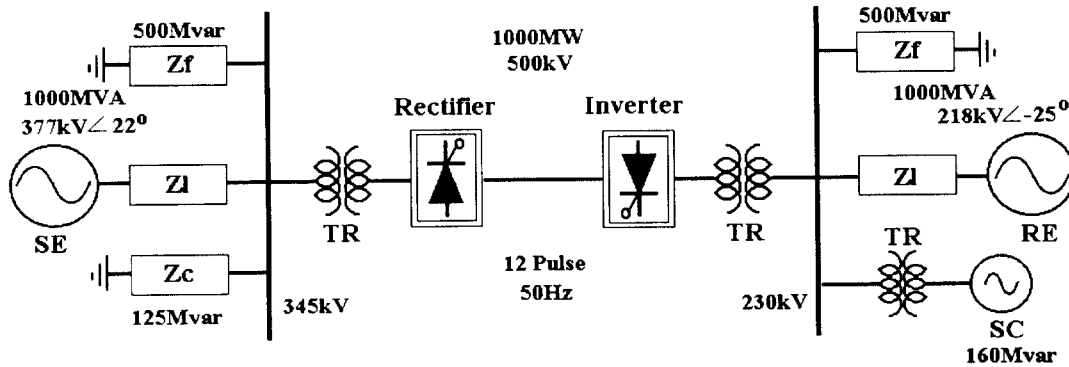 500Mvar
Zf
1000MVA
377kV∠22°
Zl
SE
Zc
125Mvar
345kV
TR
Rectifier
1000MW
500kV
Inverter
12 Pulse
50Hz
TR
230kV
500Mvar
Zf
1000MVA
218kV∠-25°
Zl
RE
TR
SC
160Mvar